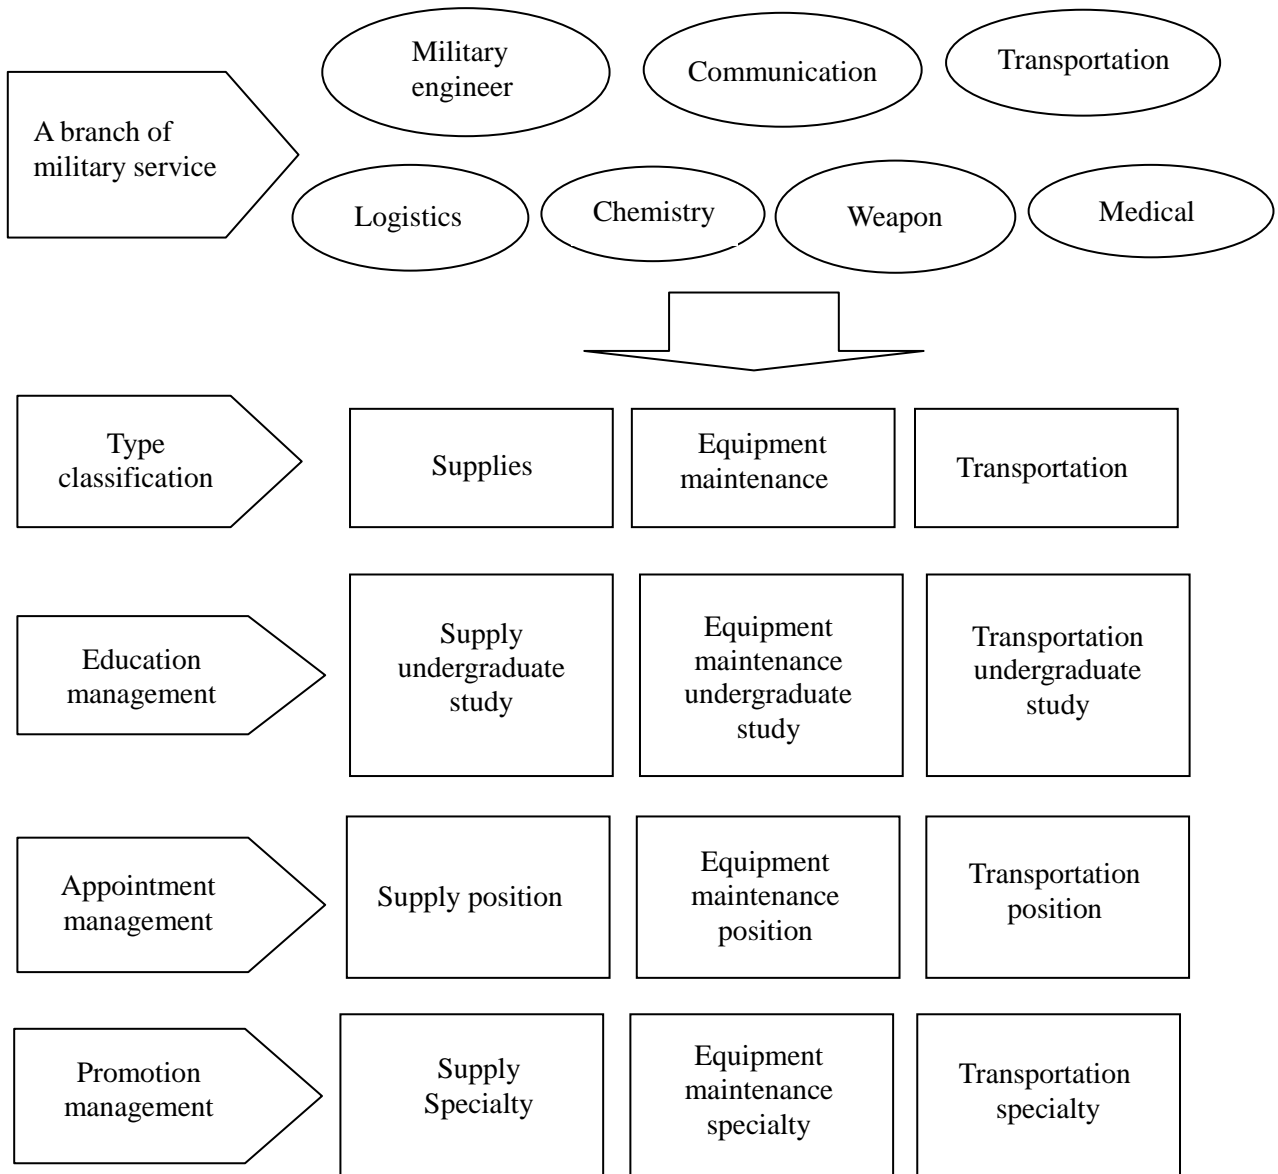 A branch of
military service
Military
engineer
Communication
Transportation
Logistics
Chemistry
Weapon
Medical
Type
classification
Supplies
Equipment
maintenance
Transportation
Education
management
Supply
undergraduate
study
Equipment
maintenance
undergraduate
study
Transportation
undergraduate
study
Appointment
management
Supply position
Equipment
maintenance
position
Transportation
position
Promotion
management
Supply
Specialty
Equipment
maintenance
specialty
Transportation
specialty